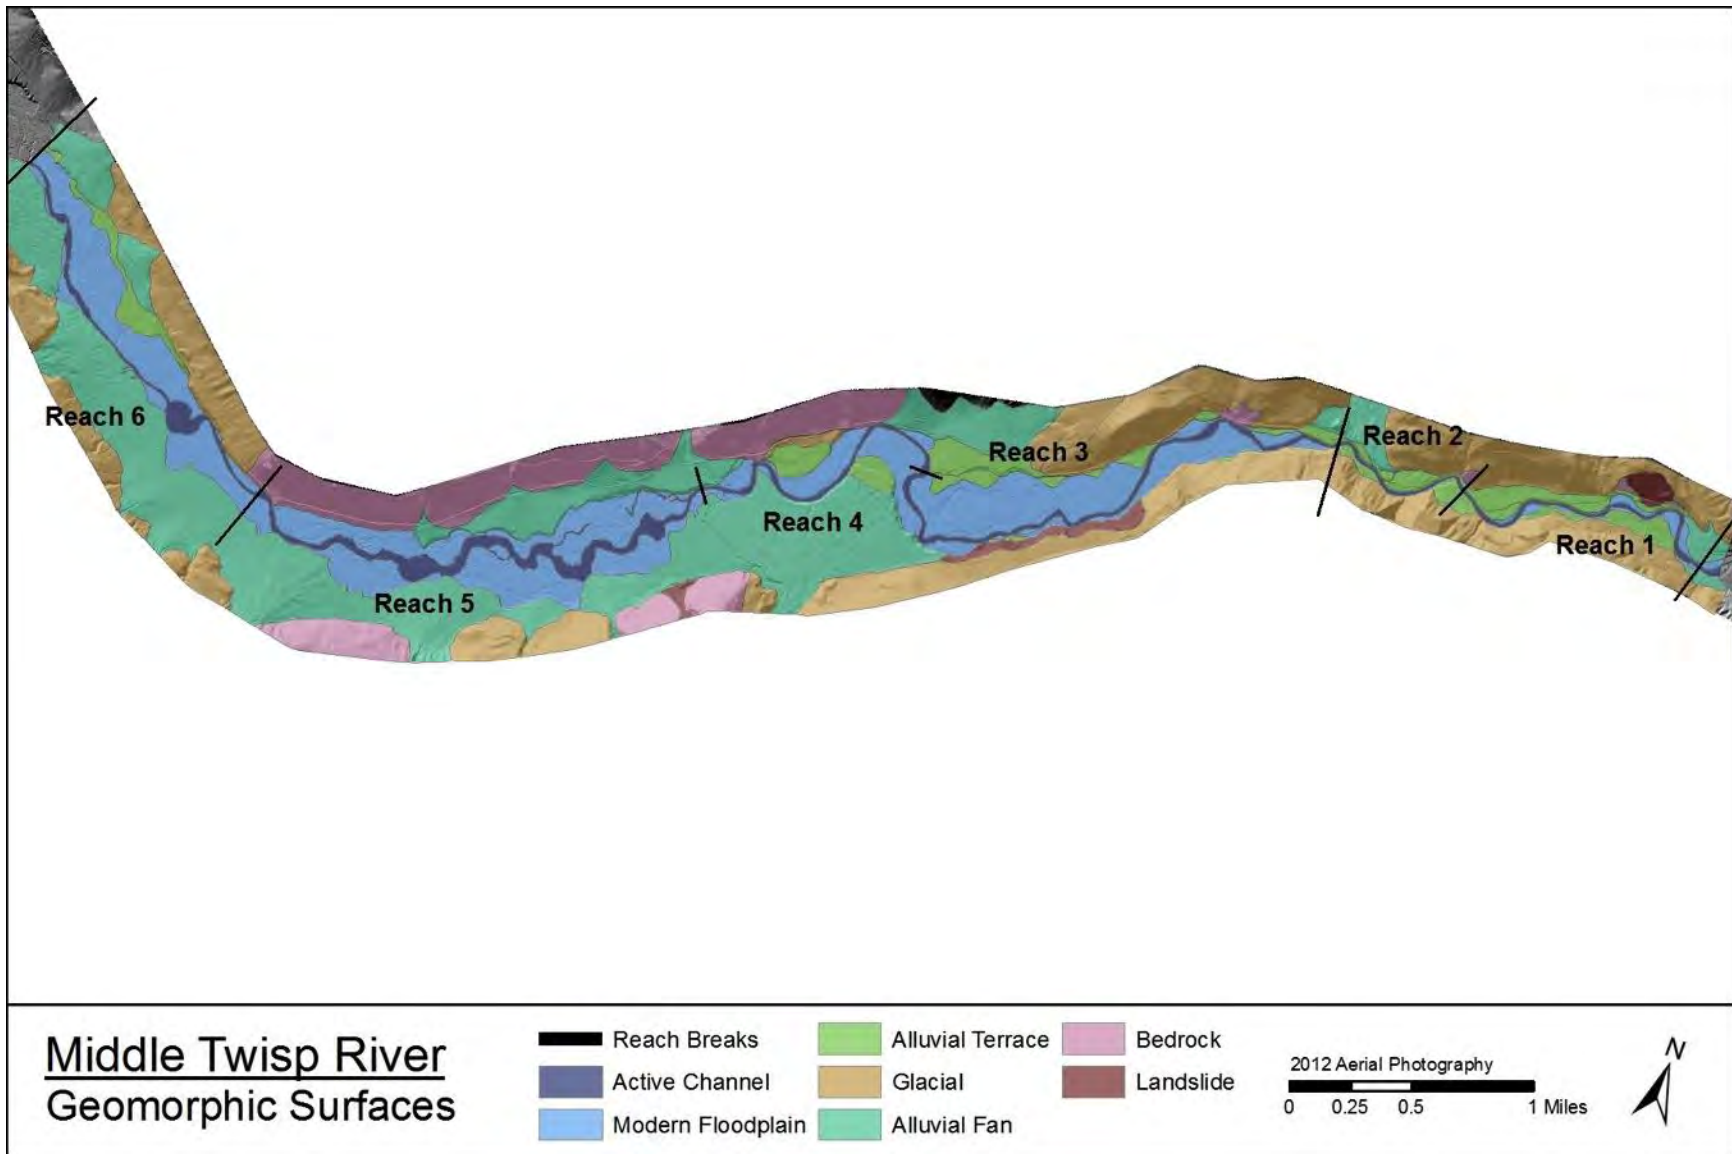 Reach 6
Reach 5
Reach 4
Reach 3
Reach 2
Reach 1
Middle Twisp River
Geomorphic Surfaces
Reach Breaks
Active Channel
Modern Floodplain
Alluvial Terrace
Glacial
Alluvial Fan
Bedrock
Landslide
2012 Aerial Photography
0 0.25 0.5 1 Miles
N